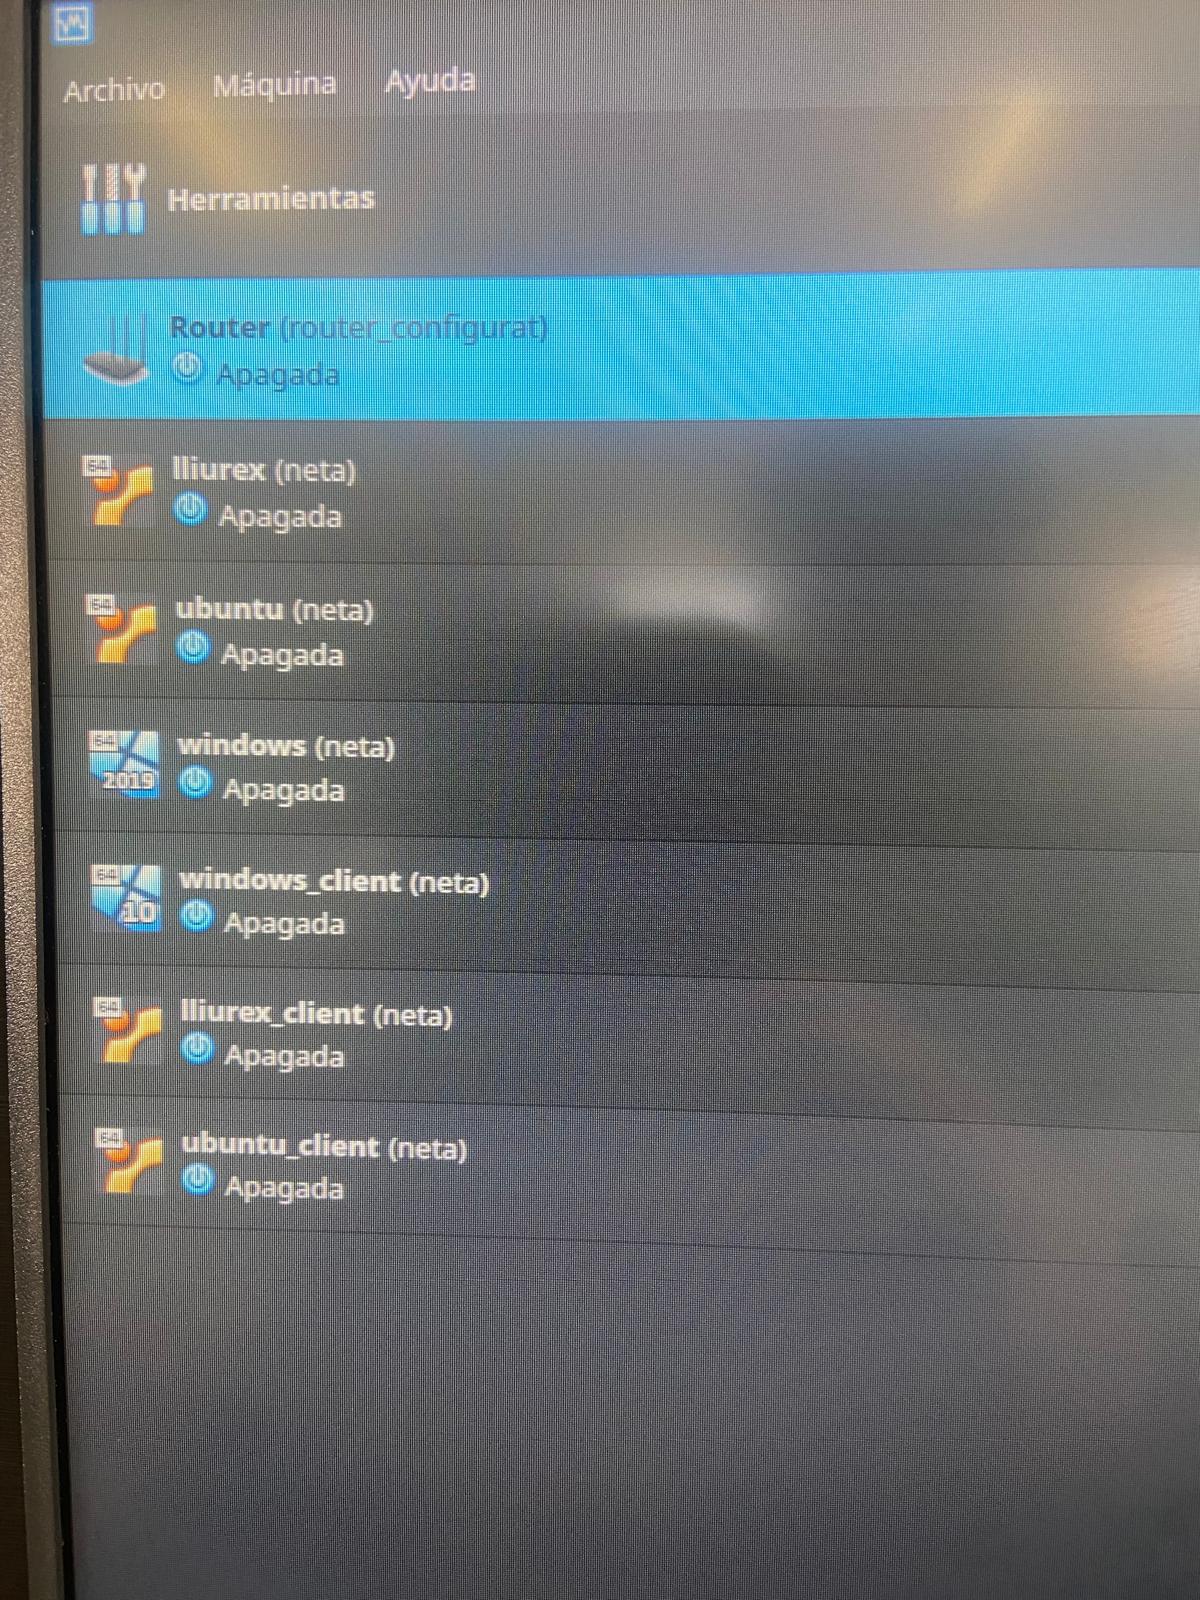 Archivo Máquina Ayuda
Herramientas
Router (router_configurat)
Apagada
64
lliurex (neta)
Apagada
64
ubuntu (neta)
Apagada
64
2019
windows (neta)
Apagada
64
10
windows_client (neta)
Apagada
64
lliurex_client (neta)
Apagada
64
ubuntu_client (neta)
Apagada